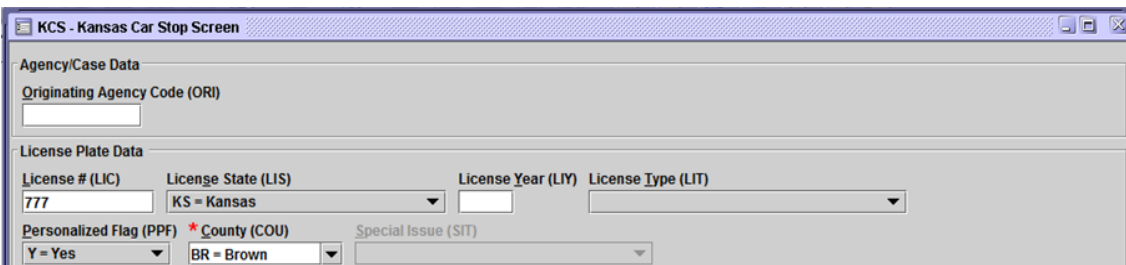 KCS - Kansas Car Stop Screen
Agency/Case Data
Originating Agency Code (ORI)
License Plate Data
License # (LIC) License State (LIS) License Year (LIY) License Type (LIT)
777 KS = Kansas
Personalized Flag (PPF) * County (COU) Special Issue (SIT)
Y = Yes BR = Brown